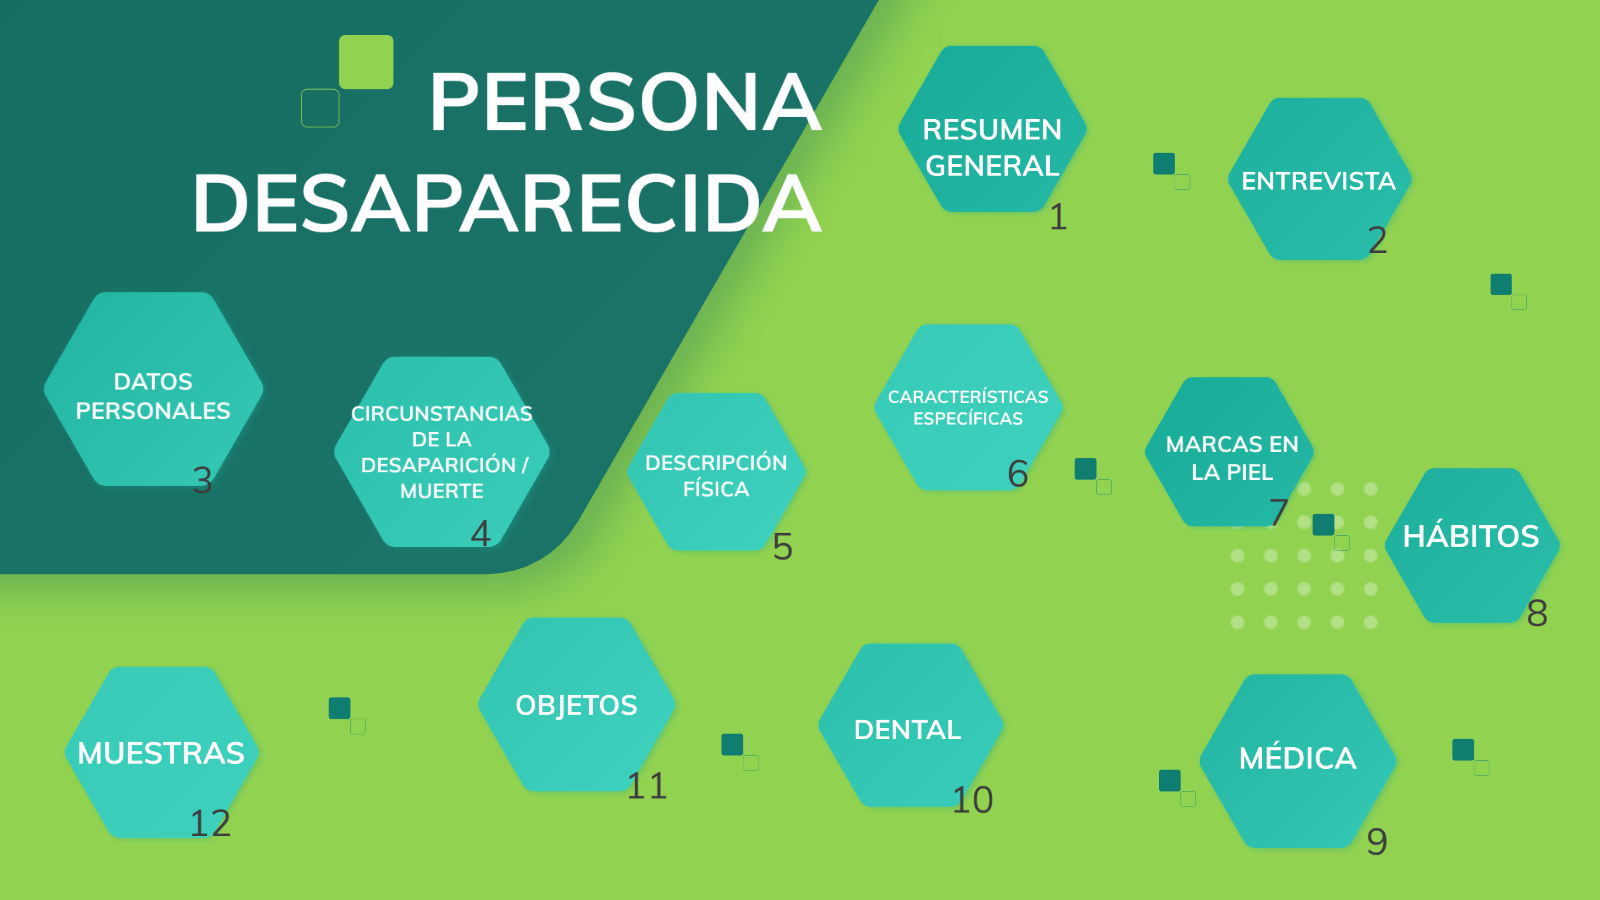 PERSONA
DESAPARECIDA
RESUMEN
GENERAL
1
ENTREVISTA
2
DATOS
PERSONALES
3
CIRCUNSTANCIAS
DE LA
DESAPARICIÓN /
MUERTE
4
DESCRIPCIÓN
FÍSICA
5
CARACTERÍSTICAS
ESPECÍFICAS
6
MARCAS EN
LA PIEL
7
HÁBITOS
8
MÉDICA
9
DENTAL
10
OBJETOS
11
MUESTRAS
12